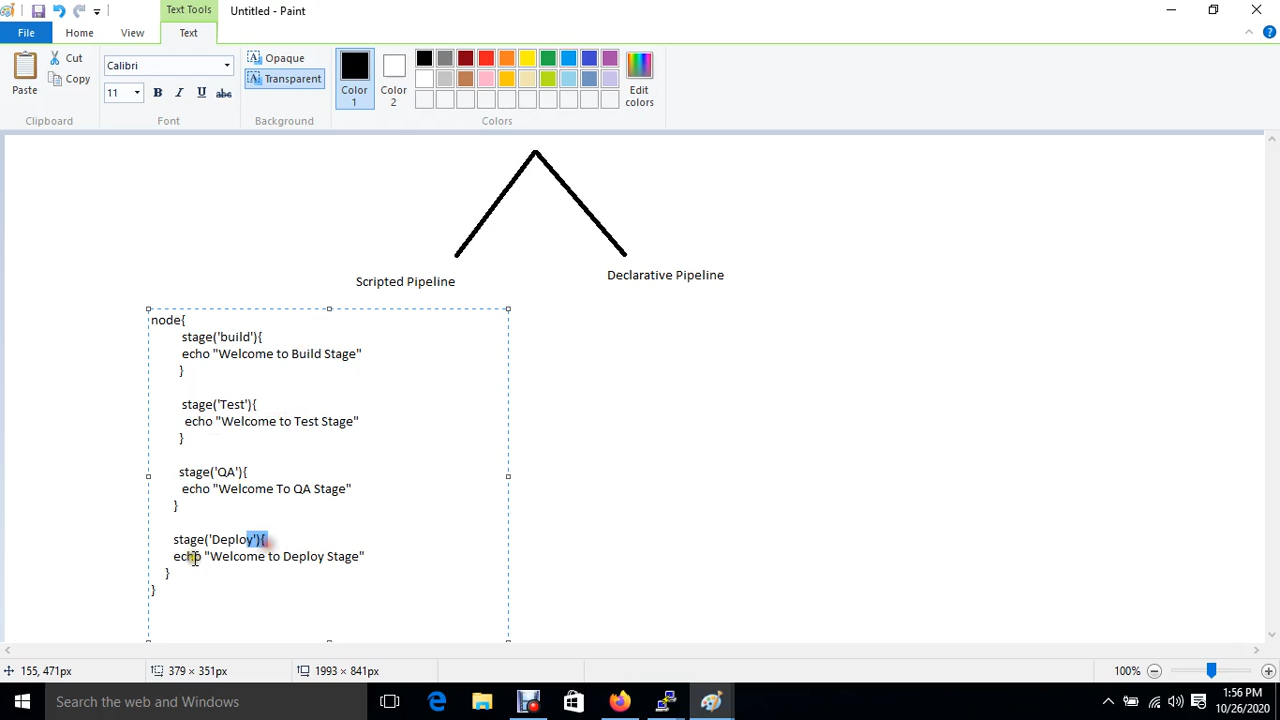 Text Tools
Untitled - Paint
File
Home
View
Text
Paste
Cut
Copy
Clipboard
Calibri
11
B I U abc
Font
Opaque
Transparent
Background
Color 1
Color 2
Edit colors
Colors
Scripted Pipeline
Declarative Pipeline
node{
stage('build'){
echo "Welcome to Build Stage"
}
stage('Test'){
echo "Welcome to Test Stage"
}
stage('QA'){
echo "Welcome To QA Stage"
}
stage('Deploy'){
echo "Welcome to Deploy Stage"
}
}
155, 471px
379 × 351px
1993 × 841px
100%
Search the web and Windows
1:56 PM
10/26/2020